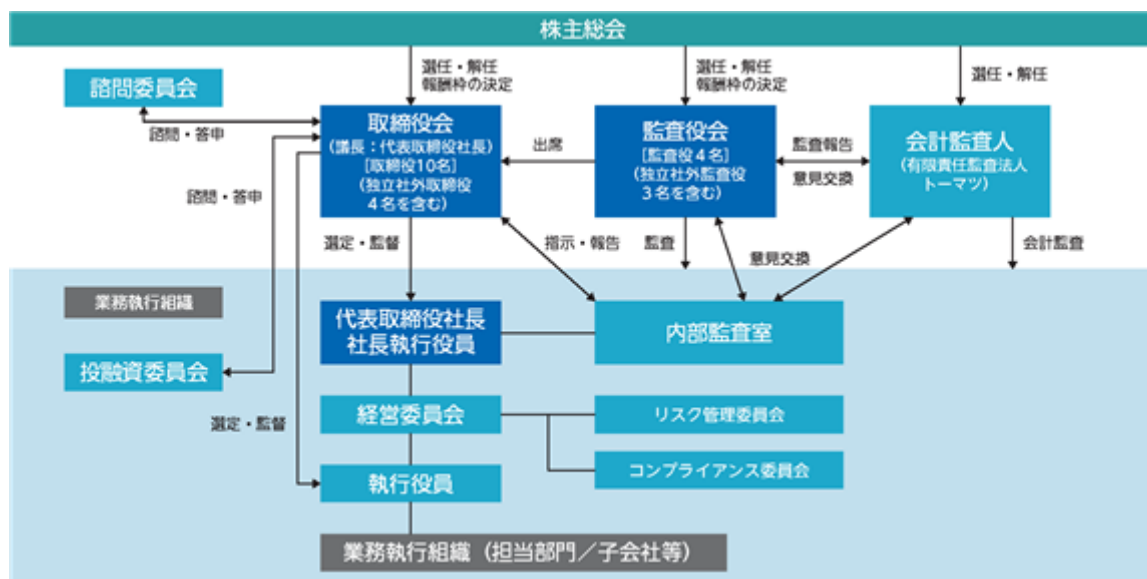 株主総会
選任・解任
報酬枠の決定
選任・解任
報酬枠の決定
選任・解任
諮問委員会
諮問・答申
取締役会
(議長：代表取締役社長)
[取締役10名]
(独立社外取締役
4名を含む)
出席
監査役会
[監査役4名]
(独立社外監査役
3名を含む)
監査報告
意見交換
会計監査人
(有限責任監査法人
トーマツ)
諮問・答申
選定・監督
指示・報告
監査
意見交換
会計監査
業務執行組織
代表取締役社長
社長執行役員
内部監査室
投融資委員会
選定・監督
経営委員会
リスク管理委員会
コンプライアンス委員会
執行役員
業務執行組織（担当部門／子会社等）